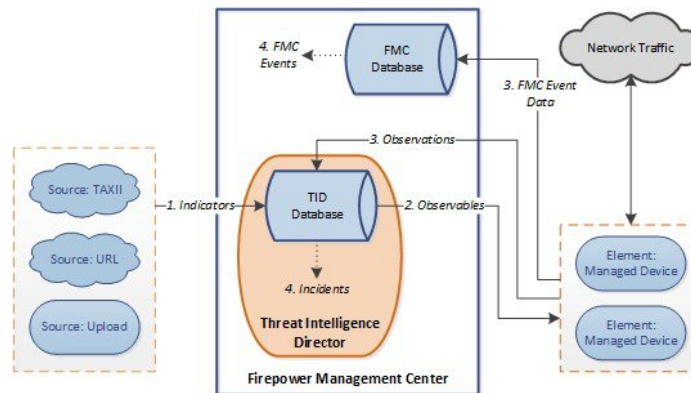 4. FMC
Events
FMC
Database
Network Traffic
3. FMC Event
Data
3. Observations
Source: TAXII
1. Indicators
TID
Database
2. Observables
Source: URL
Element:
Managed Device
4. Incidents
Source: Upload
Threat Intelligence
Director
Element:
Managed Device
Firepower Management Center